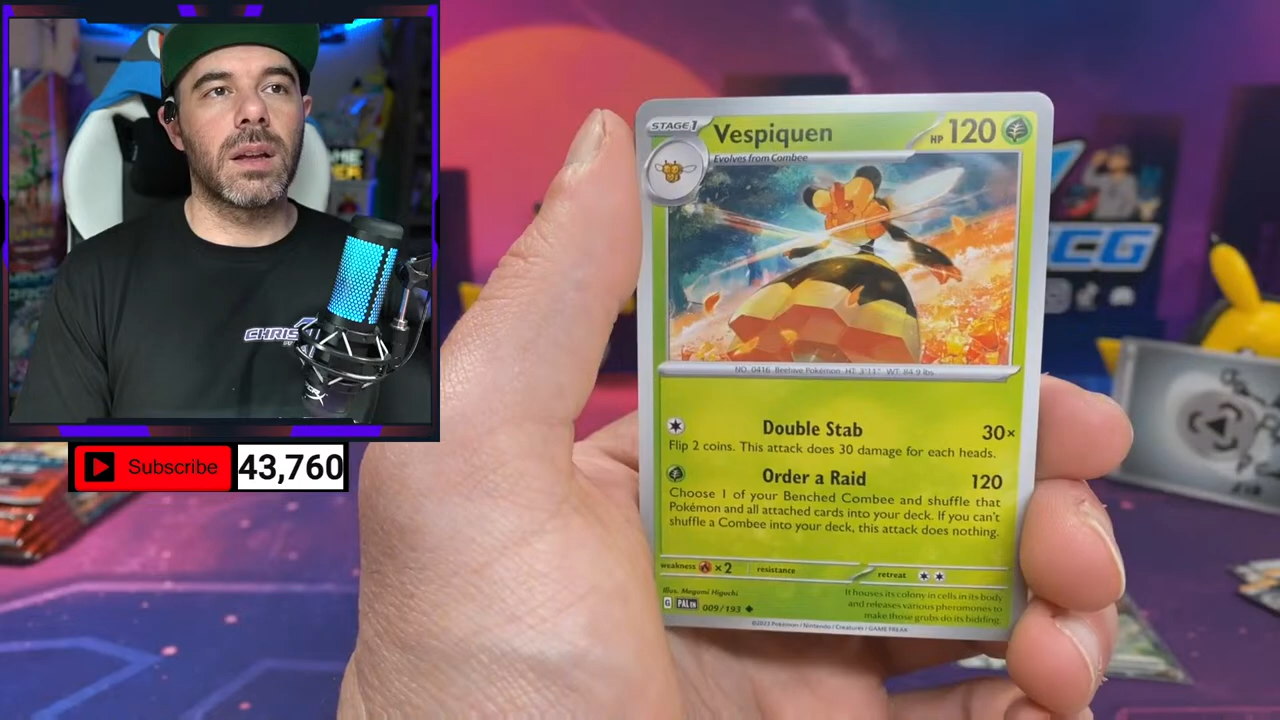 CHRIS
Subscribe 43,760
CG
STAGE 1 Vespiquen HP 120
Evolves from Combee
NO. 0416 Beehive Pokémon. HT: 3'11" WT: 84.9 lbs
Double Stab 30×
Flip 2 coins. This attack does 30 damage for each heads.
Order a Raid 120
Choose 1 of your Benched Combee and shuffle that
Pokémon and all attached cards into your deck. If you can't
shuffle a Combee into your deck, this attack does nothing.
weakness ×2 resistance retreat
Illus. Megumi Higuchi
G PAL EN 009/193
It houses its colony in cells in its body
and releases various pheromones to
make those grubs do its bidding.
©2023 Pokémon / Nintendo / Creatures / GAME FREAK